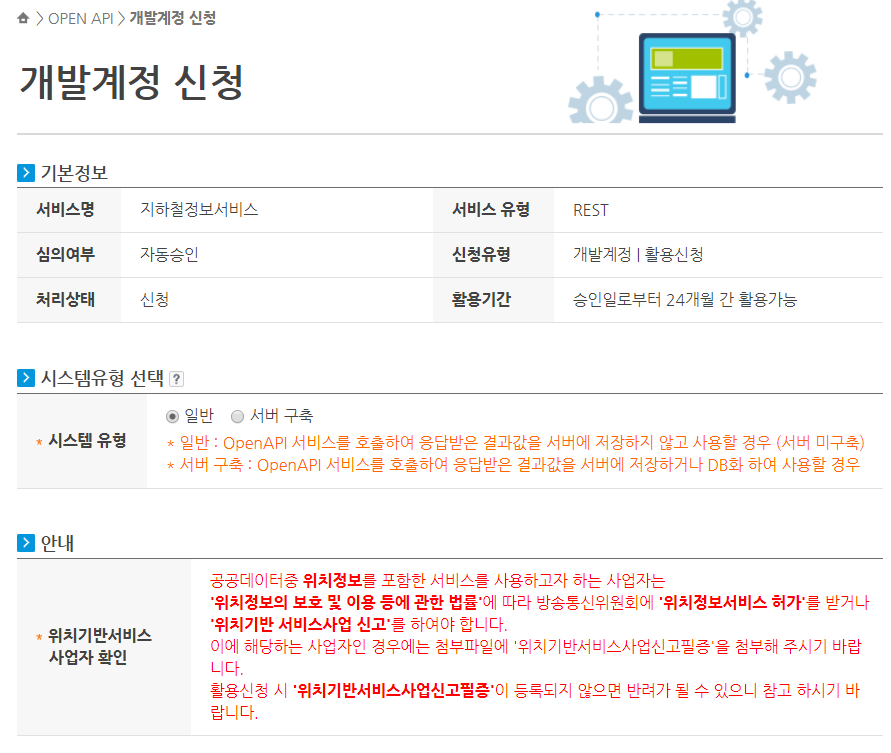 OPEN API > 개발계정 신청
개발계정 신청
기본정보
서비스명 지하철정보서비스 서비스 유형 REST
심의여부 자동승인 신청유형 개발계정 | 활용신청
처리상태 신청 활용기간 승인일로부터 24개월 간 활용가능
시스템유형 선택 ?
* 시스템 유형
일반 서버 구축
* 일반 : OpenAPI 서비스를 호출하여 응답받은 결과값을 서버에 저장하지 않고 사용할 경우 (서버 미구축)
* 서버 구축 : OpenAPI 서비스를 호출하여 응답받은 결과값을 서버에 저장하거나 DB화 하여 사용할 경우
안내
* 위치기반서비스
사업자 확인
공공데이터중 위치정보를 포함한 서비스를 사용하고자 하는 사업자는
'위치정보의 보호 및 이용 등에 관한 법률'에 따라 방송통신위원회에 '위치정보서비스 허가'를 받거나
'위치기반 서비스사업 신고'를 하여야 합니다.
이에 해당하는 사업자인 경우에는 첨부파일에 '위치기반서비스사업신고필증'을 첨부해 주시기 바랍
니다.
활용신청 시 '위치기반서비스사업신고필증'이 등록되지 않으면 반려가 될 수 있으니 참고 하시기 바
랍니다.